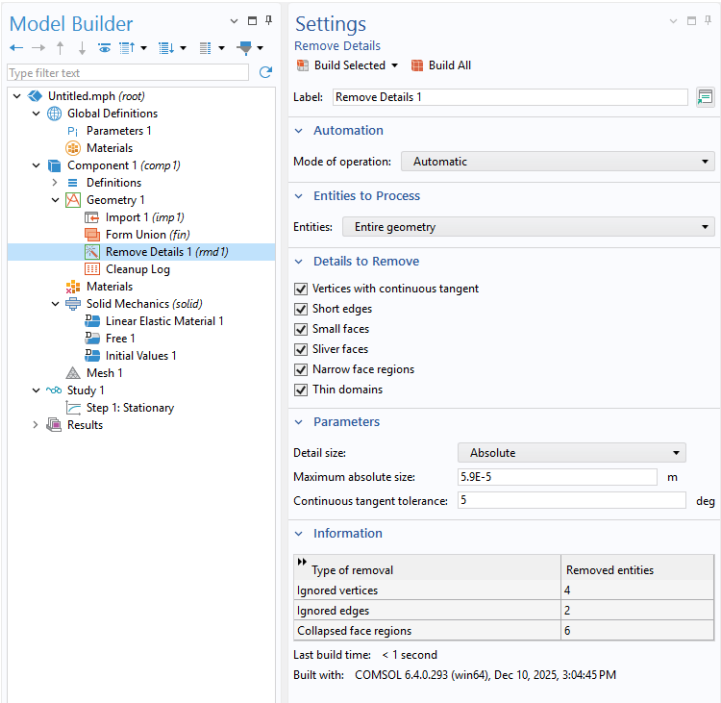 Model Builder
Type filter text
Untitled.mph (root)
Global Definitions
Pi Parameters 1
Materials
Component 1 (comp1)
Definitions
Geometry 1
Import 1 (imp1)
Form Union (fin)
Remove Details 1 (rmd1)
Cleanup Log
Materials
Solid Mechanics (solid)
Linear Elastic Material 1
Free 1
Initial Values 1
Mesh 1
Study 1
Step 1: Stationary
Results
Settings
Remove Details
Build Selected Build All
Label: Remove Details 1
Automation
Mode of operation: Automatic
Entities to Process
Entities: Entire geometry
Details to Remove
Vertices with continuous tangent
Short edges
Small faces
Sliver faces
Narrow face regions
Thin domains
Parameters
Detail size: Absolute
Maximum absolute size: 5.9E-5 m
Continuous tangent tolerance: 5 deg
Information
Type of removal Removed entities
Ignored vertices 4
Ignored edges 2
Collapsed face regions 6
Last build time: < 1 second
Built with: COMSOL 6.4.0.293 (win64), Dec 10, 2025, 3:04:45 PM